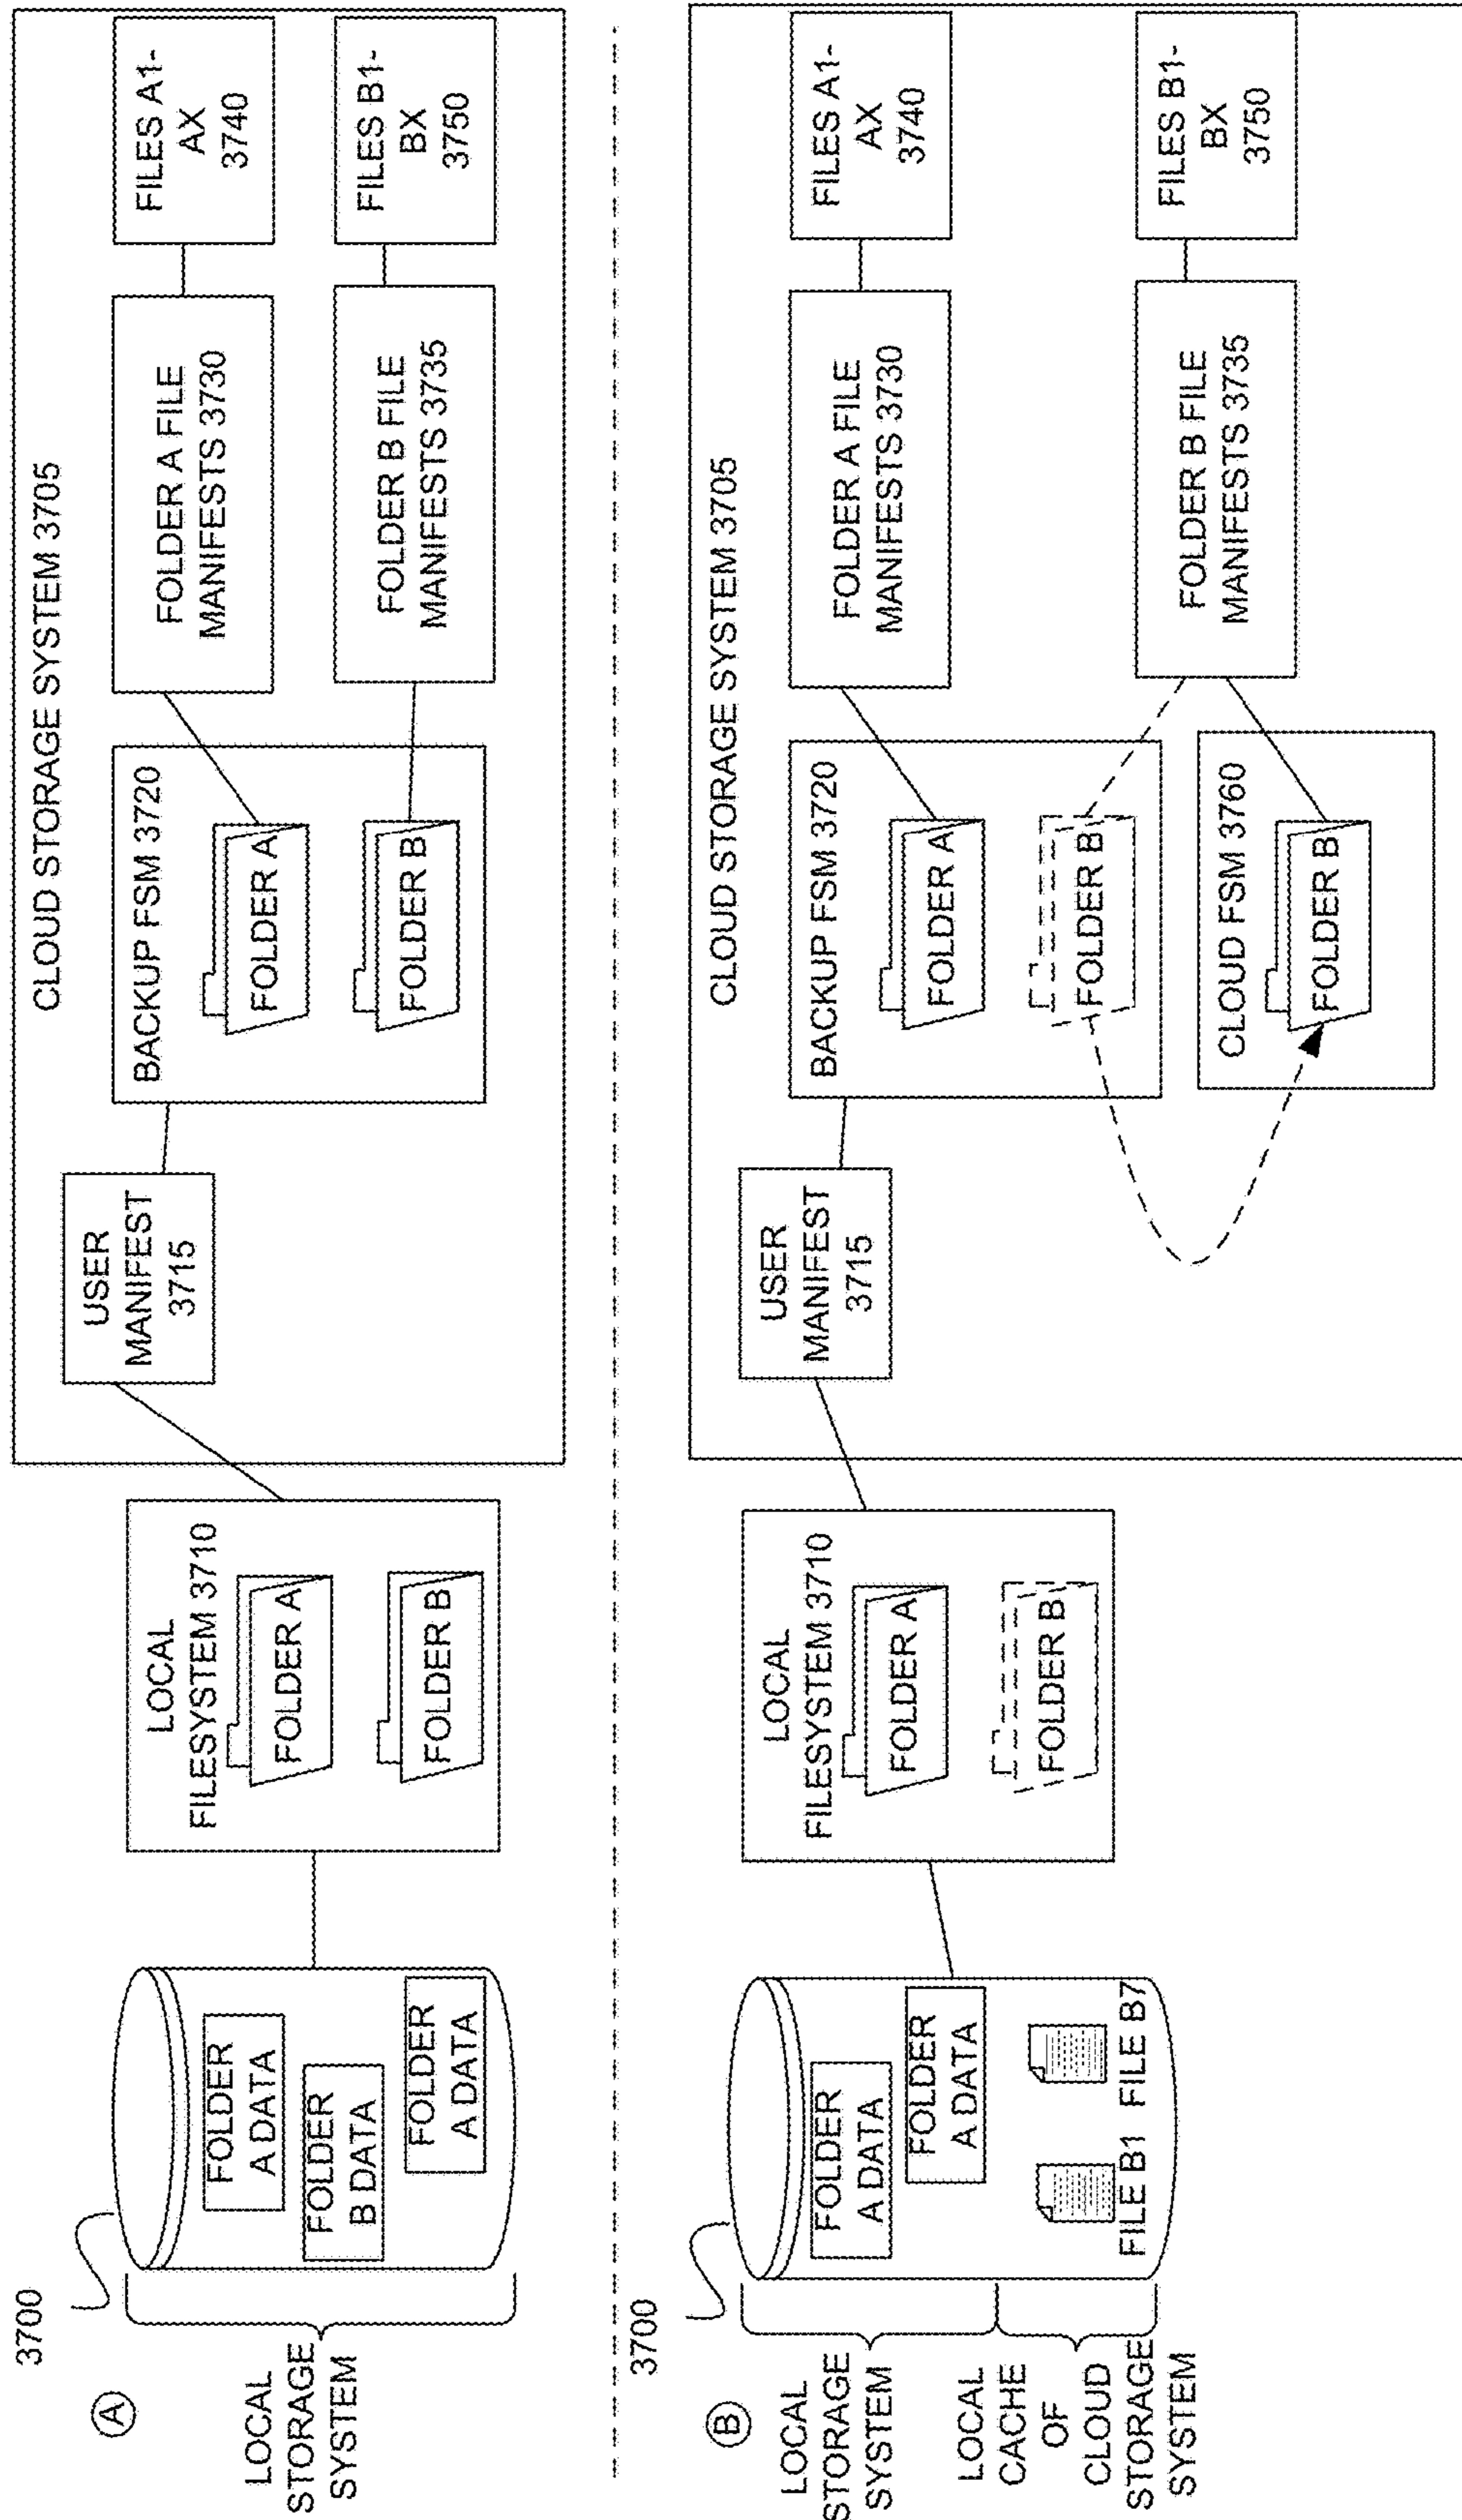 3700
A
LOCAL
STORAGE
SYSTEM
FOLDER
A DATA
FOLDER
B DATA
FOLDER
A DATA
LOCAL
FILESYSTEM 3710
FOLDER A
FOLDER B
CLOUD STORAGE SYSTEM 3705
USER
MANIFEST
3715
BACKUP FSM 3720
FOLDER A
FOLDER B
FOLDER A FILE
MANIFESTS 3730
FOLDER B FILE
MANIFESTS 3735
FILES A1-
AX
3740
FILES B1-
BX
3750
3700
B
LOCAL
STORAGE
SYSTEM
LOCAL
CACHE
OF
CLOUD
STORAGE
SYSTEM
FOLDER
A DATA
FOLDER
A DATA
FILE B1
FILE B7
LOCAL
FILESYSTEM 3710
FOLDER A
FOLDER B
CLOUD STORAGE SYSTEM 3705
USER
MANIFEST
3715
BACKUP FSM 3720
FOLDER A
FOLDER B
CLOUD FSM 3760
FOLDER B
FOLDER A FILE
MANIFESTS 3730
FOLDER B FILE
MANIFESTS 3735
FILES A1-
AX
3740
FILES B1-
BX
3750